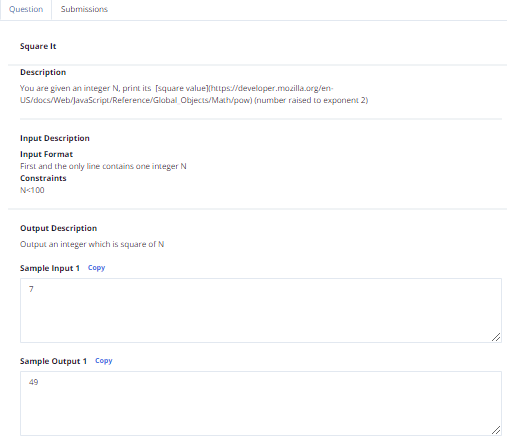 Question Submissions
Square It
Description
You are given an integer N, print its [square value](https://developer.mozilla.org/en-
US/docs/Web/JavaScript/Reference/Global_Objects/Math/pow) (number raised to exponent 2)
Input Description
Input Format
First and the only line contains one integer N
Constraints
N<100
Output Description
Output an integer which is square of N
Sample Input 1 Copy
7
Sample Output 1 Copy
49